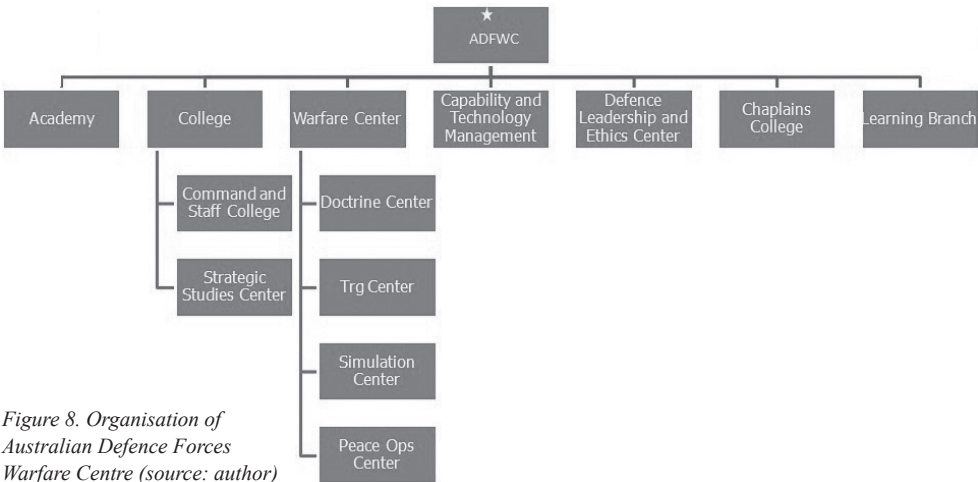 ADFWC
Academy
College
Warfare Center
Capability and
Technology
Management
Defence
Leadership and
Ethics Center
Chaplains
College
Learning Branch
Command and
Staff College
Strategic
Studies Center
Doctrine Center
Trg Center
Simulation
Center
Peace Ops
Center
Figure 8. Organisation of
Australian Defence Forces
Warfare Centre (source: author)